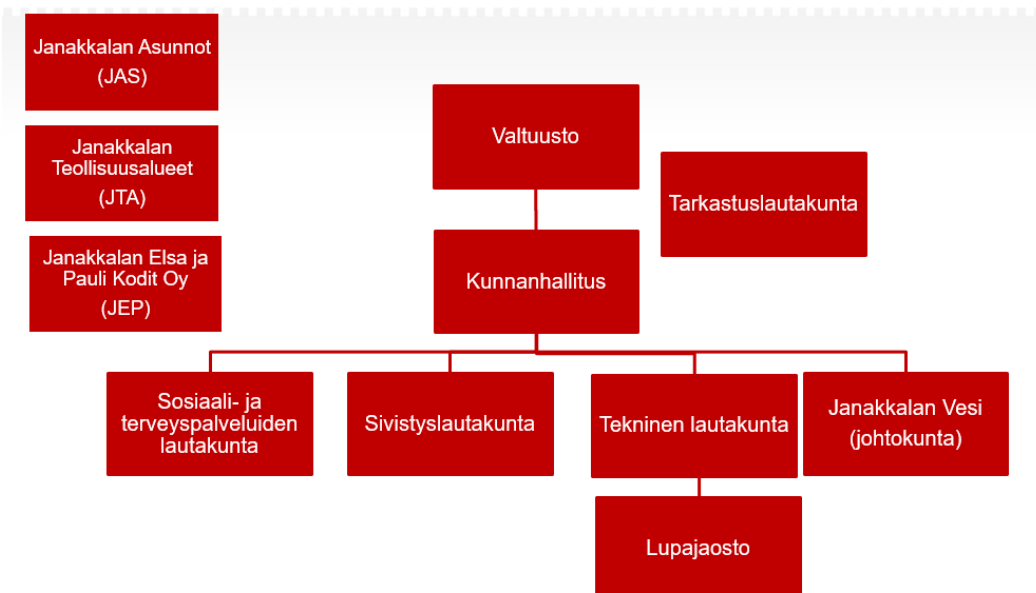 Janakkalan Asunnot
(JAS)
Janakkalan
Teollisuusalueet
(JTA)
Janakkalan Elsa ja
Pauli Kodit Oy
(JEP)
Valtuusto
Tarkastuslautakunta
Kunnanhallitus
Sosiaali- ja
terveyspalveluiden
lautakunta
Sivistyslautakunta
Tekninen lautakunta
Janakkalan Vesi
(johtokunta)
Lupajaosto